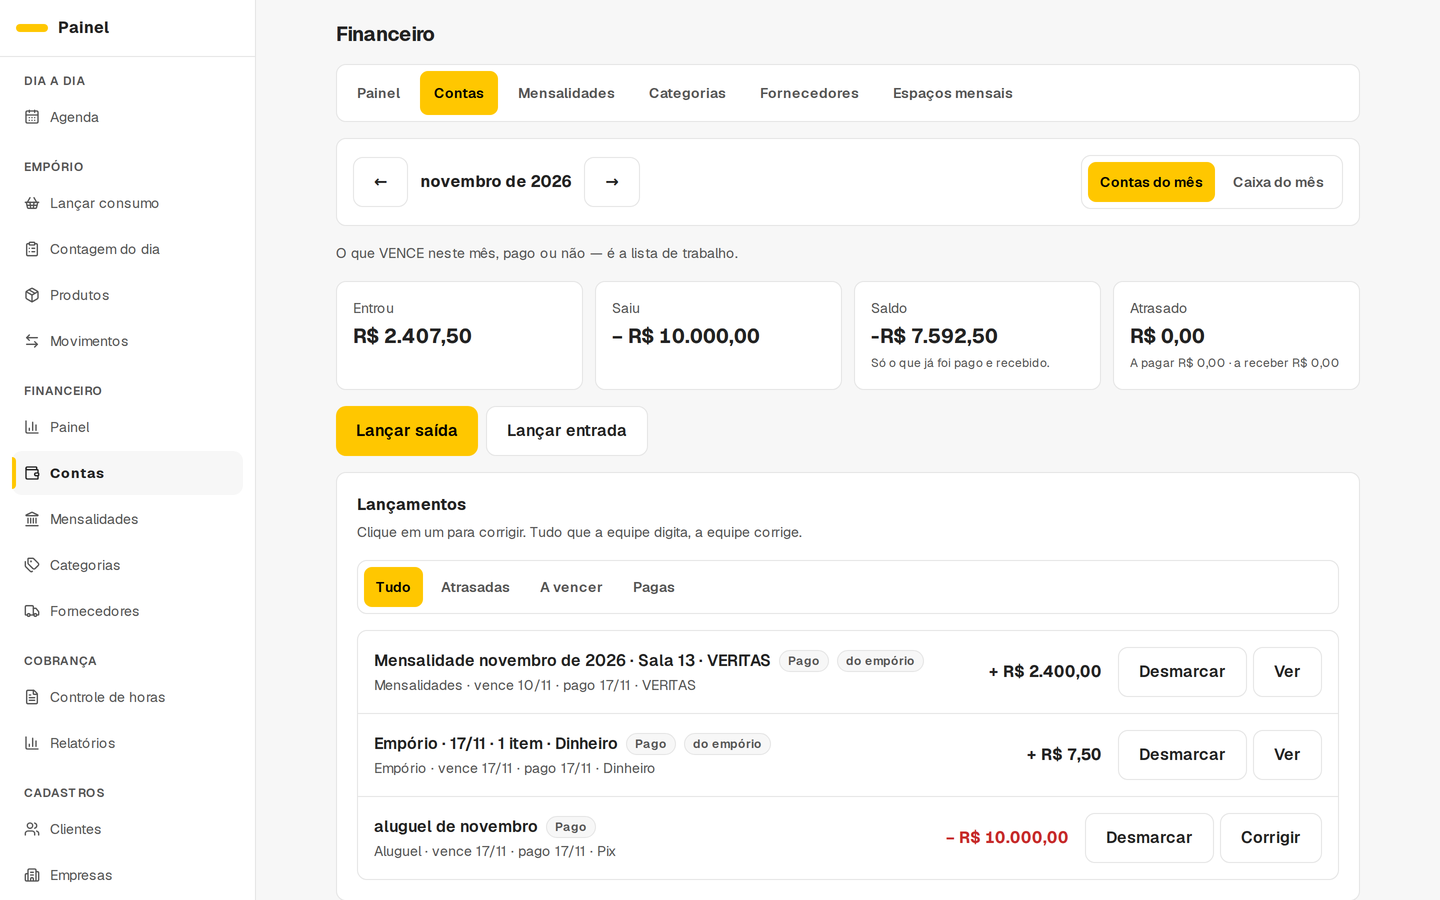 Painel
DIA A DIA
Agenda
EMPÓRIO
Lançar consumo
Contagem do dia
Produtos
Movimentos
FINANCEIRO
Painel
Contas
Mensalidades
Categorias
Fornecedores
COBRANÇA
Controle de horas
Relatórios
CADASTROS
Clientes
Empresas
Financeiro
Painel Contas Mensalidades Categorias Fornecedores Espaços mensais
← novembro de 2026 → Contas do mês Caixa do mês
O que VENCE neste mês, pago ou não — é a lista de trabalho.
Entrou
R$ 2.407,50
Saiu
– R$ 10.000,00
Saldo
-R$ 7.592,50
Só o que já foi pago e recebido.
Atrasado
R$ 0,00
A pagar R$ 0,00 · a receber R$ 0,00
Lançar saída Lançar entrada
Lançamentos
Clique em um para corrigir. Tudo que a equipe digita, a equipe corrige.
Tudo Atrasadas A vencer Pagas
Mensalidade novembro de 2026 · Sala 13 · VERITAS Pago do empório
Mensalidades · vence 10/11 · pago 17/11 · VERITAS
+ R$ 2.400,00 Desmarcar Ver
Empório · 17/11 · 1 item · Dinheiro Pago do empório
Empório · vence 17/11 · pago 17/11 · Dinheiro
+ R$ 7,50 Desmarcar Ver
aluguel de novembro Pago
Aluguel · vence 17/11 · pago 17/11 · Pix
– R$ 10.000,00 Desmarcar Corrigir